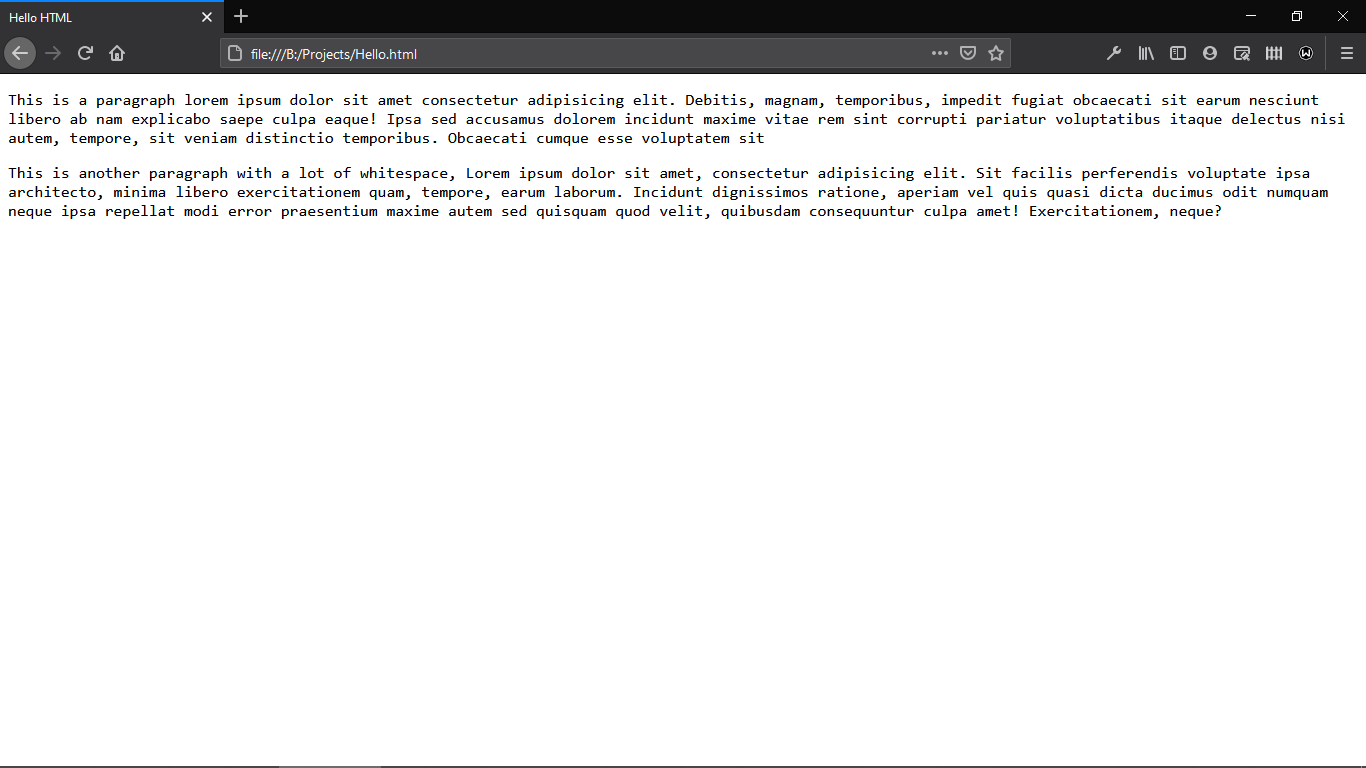 Hello HTML
file:///B:/Projects/Hello.html
This is a paragraph lorem ipsum dolor sit amet consectetur adipisicing elit. Debitis, magnam, temporibus, impedit fugiat obcaecati sit earum nesciunt
libero ab nam explicabo saepe culpa eaque! Ipsa sed accusamus dolorem incidunt maxime vitae rem sint corrupti pariatur voluptatibus itaque delectus nisi
autem, tempore, sit veniam distinctio temporibus. Obcaecati cumque esse voluptatem sit
This is another paragraph with a lot of whitespace, Lorem ipsum dolor sit amet, consectetur adipisicing elit. Sit facilis perferendis voluptate ipsa
architecto, minima libero exercitationem quam, tempore, earum laborum. Incidunt dignissimos ratione, aperiam vel quis quasi dicta ducimus odit numquam
neque ipsa repellat modi error praesentium maxime autem sed quisquam quod velit, quibusdam consequuntur culpa amet! Exercitationem, neque?